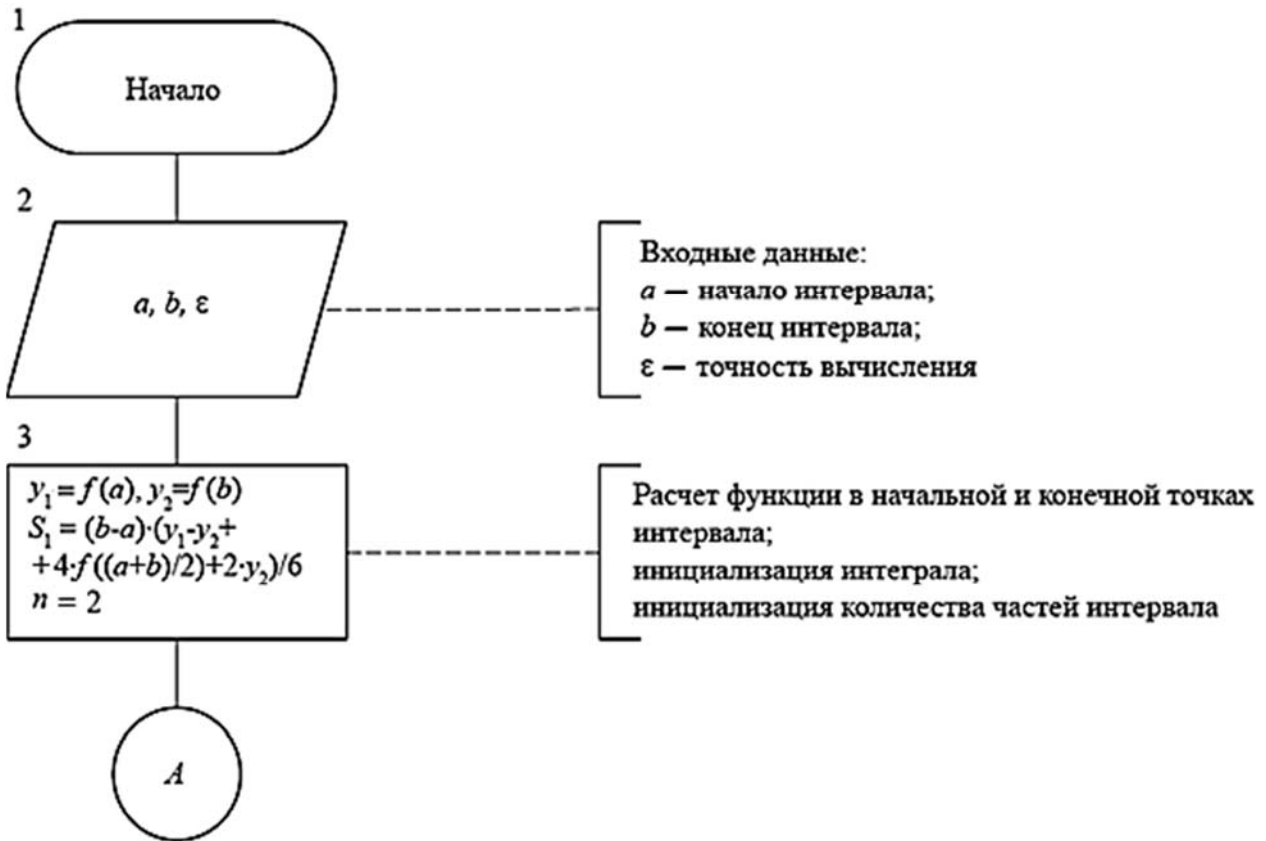 1
Начало
2
a, b, ε
Входные данные:
a — начало интервала;
b — конец интервала;
ε — точность вычисления
3
y₁ = f(a), y₂=f(b)
S₁ = (b-a)·(y₁-y₂+
+4·f((a+b)/2)+2·y₂)/6
n = 2
Расчет функции в начальной и конечной точках
интервала;
инициализация интеграла;
инициализация количества частей интервала
A